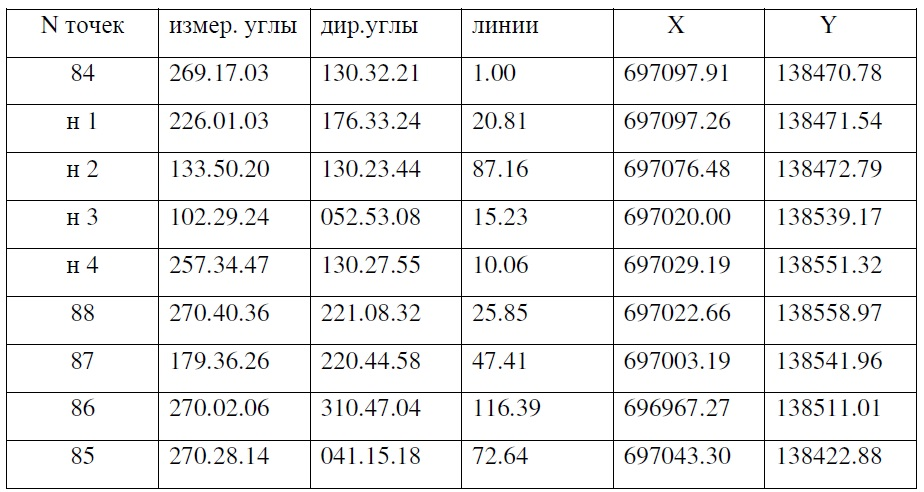 N точек измер. углы дир.углы линии X Y
84 269.17.03 130.32.21 1.00 697097.91 138470.78
н 1 226.01.03 176.33.24 20.81 697097.26 138471.54
н 2 133.50.20 130.23.44 87.16 697076.48 138472.79
н 3 102.29.24 052.53.08 15.23 697020.00 138539.17
н 4 257.34.47 130.27.55 10.06 697029.19 138551.32
88 270.40.36 221.08.32 25.85 697022.66 138558.97
87 179.36.26 220.44.58 47.41 697003.19 138541.96
86 270.02.06 310.47.04 116.39 696967.27 138511.01
85 270.28.14 041.15.18 72.64 697043.30 138422.88